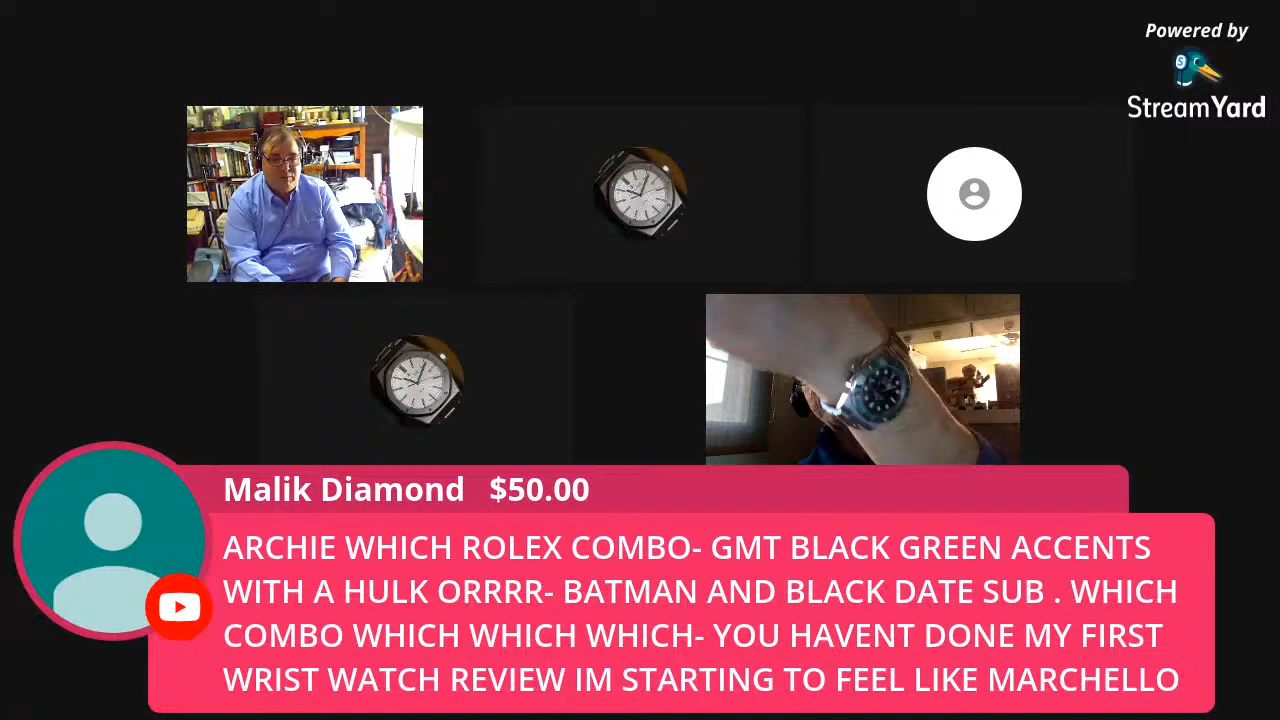 Powered by
StreamYard
Malik Diamond $50.00
ARCHIE WHICH ROLEX COMBO- GMT BLACK GREEN ACCENTS
WITH A HULK ORRRR- BATMAN AND BLACK DATE SUB . WHICH
COMBO WHICH WHICH WHICH- YOU HAVENT DONE MY FIRST
WRIST WATCH REVIEW IM STARTING TO FEEL LIKE MARCHELLO